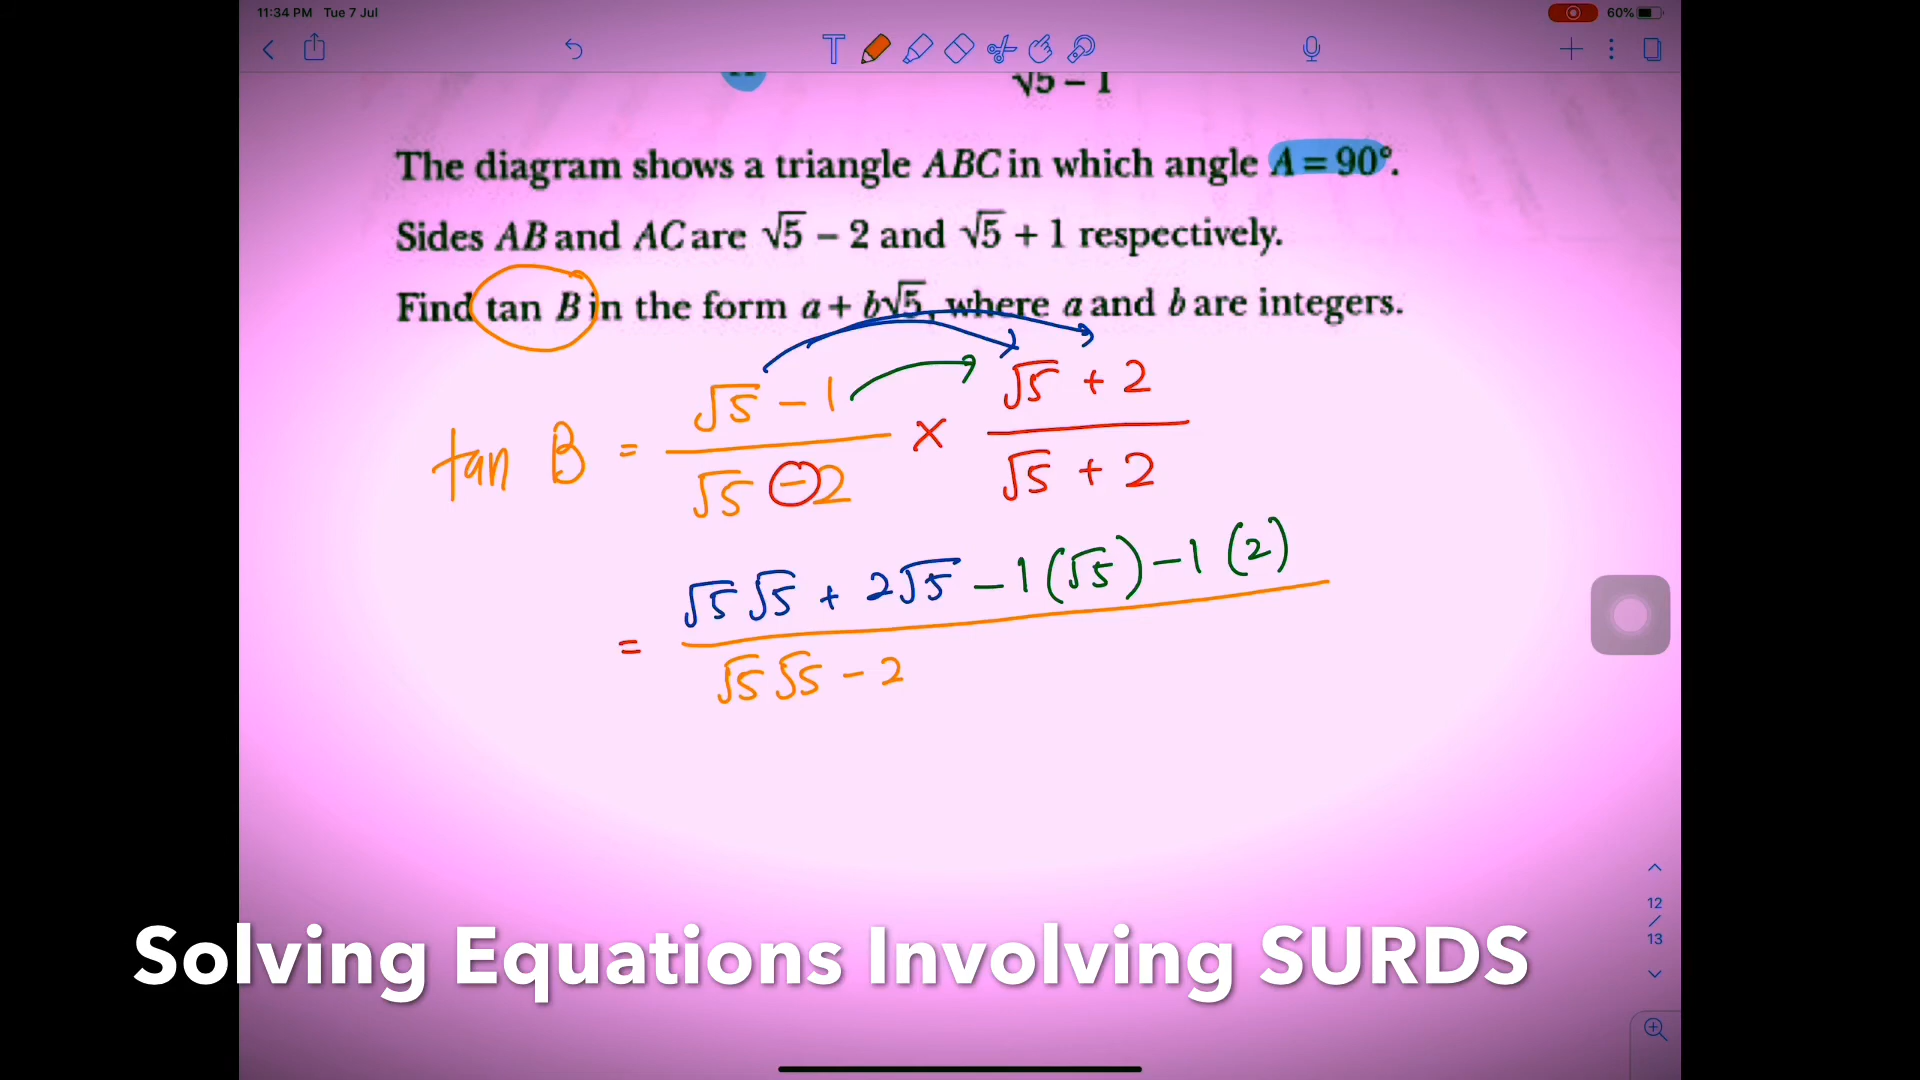 11:34 PM Tue 7 Jul
60%
√5 − 1
The diagram shows a triangle ABC in which angle A = 90°.
Sides AB and AC are √5 − 2 and √5 + 1 respectively.
Find tan B in the form a + b√5, where a and b are integers.
tan B = (√5 − 1)/(√5 − 2) × (√5 + 2)/(√5 + 2)
= (√5 √5 + 2√5 − 1(√5) − 1(2))/(√5 √5 − 2)
12
/
13
Solving Equations Involving SURDS